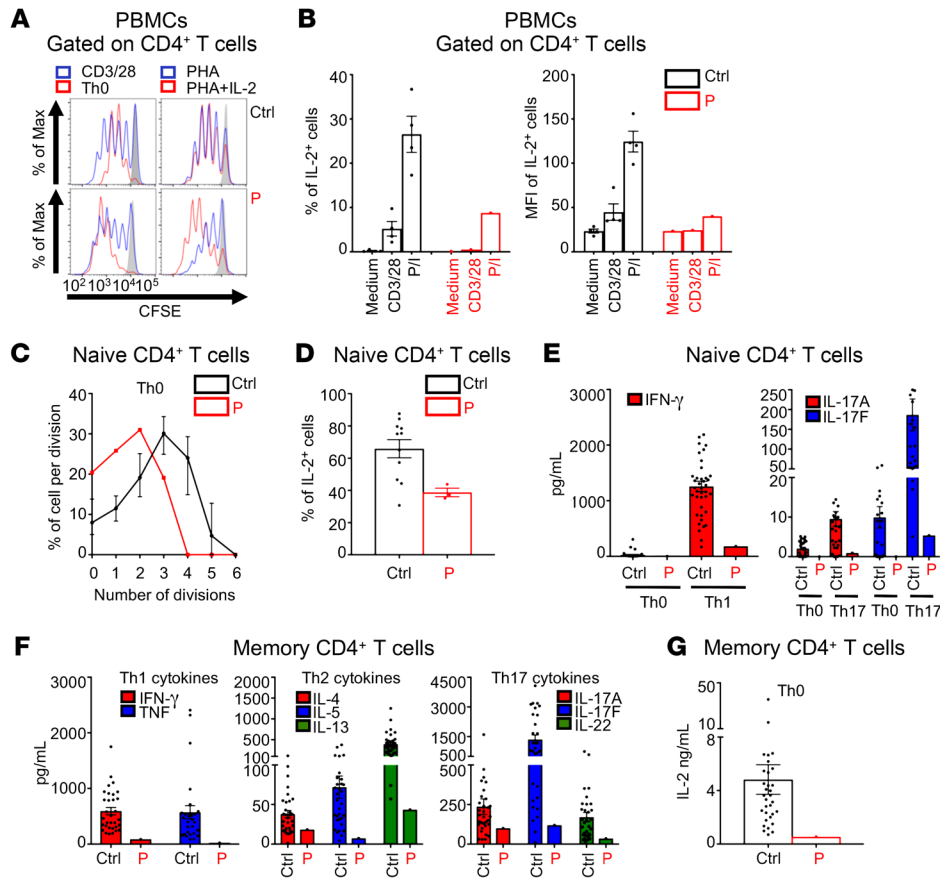 A
PBMCs
Gated on CD4+ T cells
CD3/28
PHA
Th0
PHA+IL-2
% of Max
Ctrl
% of Max
P
10² 10³ 10⁴ 10⁵
CFSE
B
PBMCs
Gated on CD4+ T cells
% of IL-2+ cells
40
30
20
10
0
Medium
CD3/28
P/I
Medium
CD3/28
P/I
MFI of IL-2+ cells
200
150
100
50
0
Ctrl
P
Medium
CD3/28
P/I
Medium
CD3/28
P/I
C
Naive CD4+ T cells
Th0
Ctrl
P
% of cell per division
40
30
20
10
0
0 1 2 3 4 5 6
Number of divisions
D
Naive CD4+ T cells
Ctrl
P
% of IL-2+ cells
100
80
60
40
20
0
Ctrl P
E
Naive CD4+ T cells
IFN-γ
pg/mL
3000
2000
1000
0
Ctrl P Ctrl P
Th0 Th1
IL-17A
IL-17F
250
200
150
100
50
20
10
0
Ctrl P Ctrl P Ctrl P Ctrl P
Th0 Th17 Th0 Th17
F
Memory CD4+ T cells
Th1 cytokines
IFN-γ
TNF
pg/mL
3000
2000
1000
0
Ctrl P Ctrl P
Th2 cytokines
IL-4
IL-5
IL-13
2500
2000
1500
1000
500
100
100
50
0
Ctrl P Ctrl P Ctrl P
Th17 cytokines
IL-17A
IL-17F
IL-22
4500
3500
2500
1500
500
500
250
0
Ctrl P Ctrl P Ctrl P
G
Memory CD4+ T cells
Th0
IL-2 ng/mL
50
10
8
4
0
Ctrl P